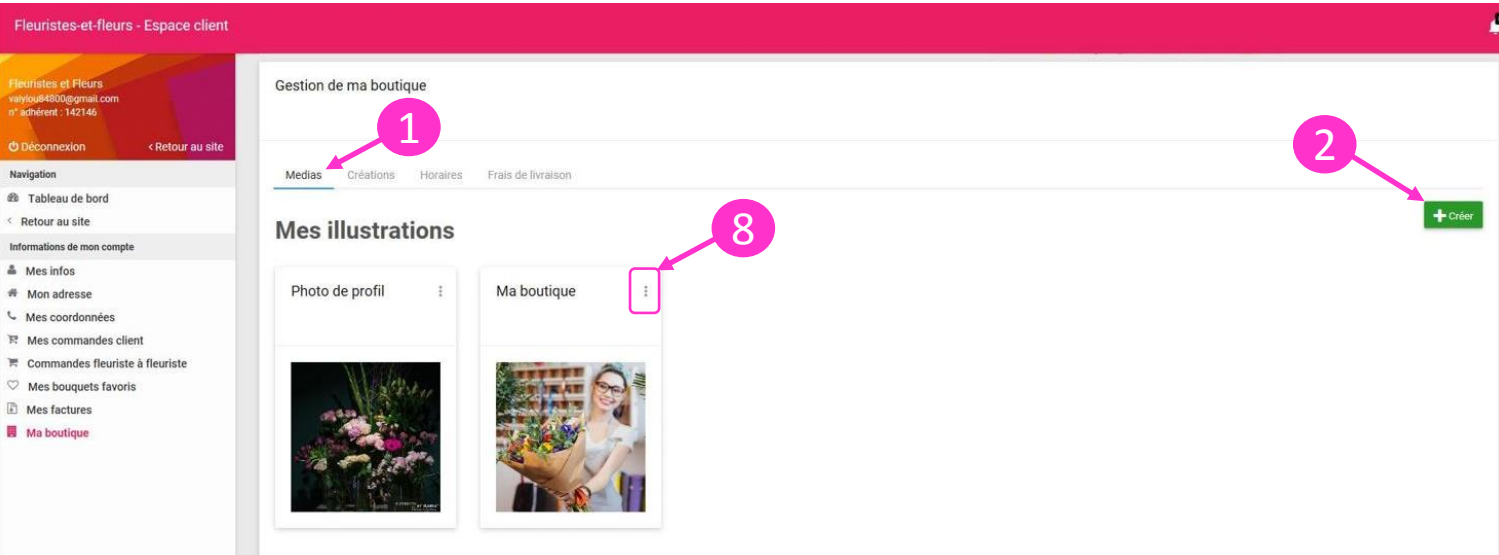 Fleuristes-et-fleurs - Espace client
Fleuristes et Fleurs
valylou84800@gmail.com
n° adhérent : 142146
Déconnexion
< Retour au site
Navigation
Tableau de bord
< Retour au site
Informations de mon compte
Mes infos
Mon adresse
Mes coordonnées
Mes commandes client
Commandes fleuriste à fleuriste
Mes bouquets favoris
Mes factures
Ma boutique
Gestion de ma boutique
1
2
Medias Créations Horaires Frais de livraison
+ Créer
Mes illustrations
8
Photo de profil
Ma boutique